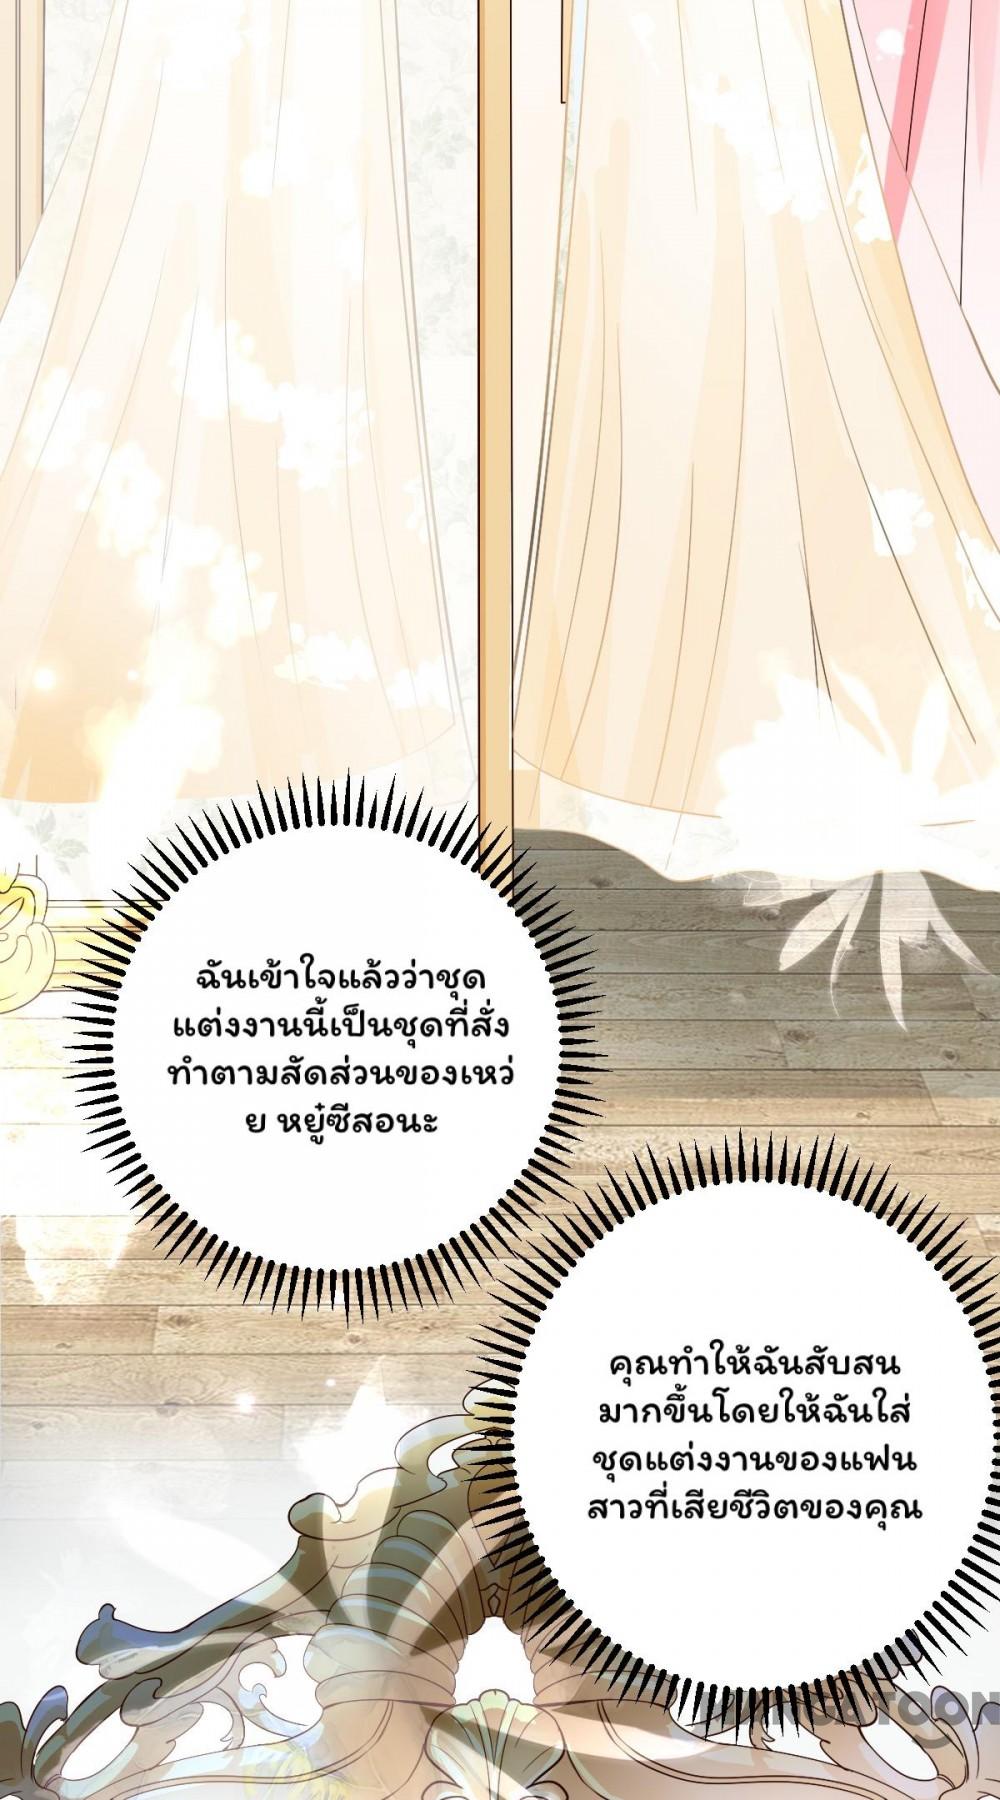 ฉันเข้าใจแล้วว่าชุด
แต่งงานนี้เป็นชุดที่สั่ง
ทำตามสัดส่วนของเหว่
ย หยู๋ซีสอนะ
คุณทำให้ฉันสับสน
มากขึ้นโดยให้ฉันใส่
ชุดแต่งงานของแฟน
สาวที่เสียชีวิตของคุณ
MANGATOON